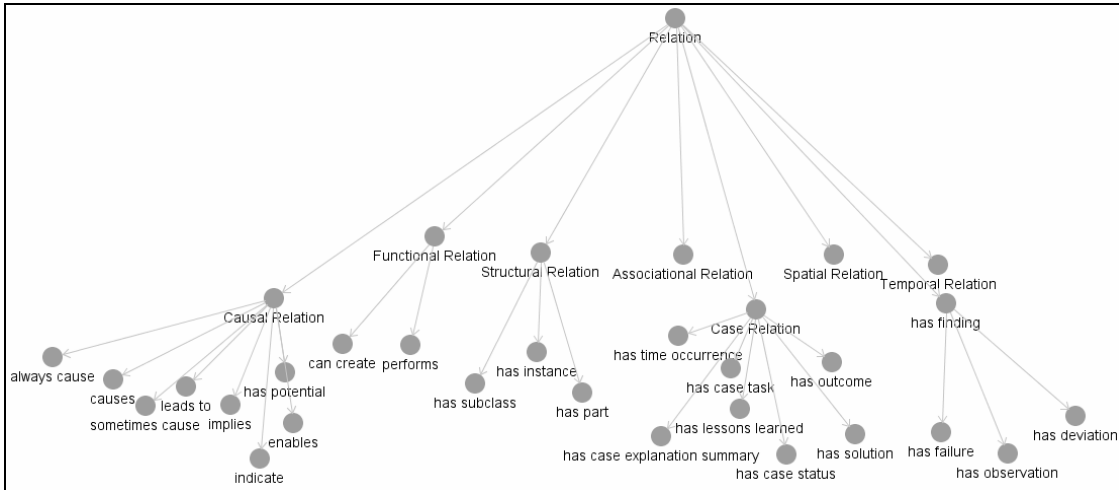 Relation
Functional Relation
Structural Relation
Associational Relation
Spatial Relation
Temporal Relation
Causal Relation
Case Relation
has finding
can create
performs
has time occurrence
always cause
causes
leads to
sometimes cause
implies
has potential
enables
indicate
has instance
has subclass
has part
has case task
has outcome
has lessons learned
has case explanation summary
has case status
has solution
has failure
has observation
has deviation